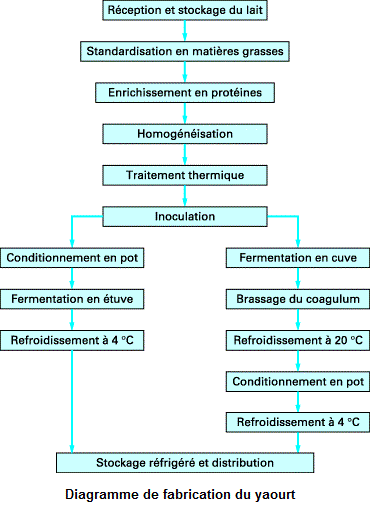 Réception et stockage du lait
Standardisation en matières grasses
Enrichissement en protéines
Homogénéisation
Traitement thermique
Inoculation
Conditionnement en pot
Fermentation en étuve
Refroidissement à 4 °C
Fermentation en cuve
Brassage du coagulum
Refroidissement à 20 °C
Conditionnement en pot
Refroidissement à 4 °C
Stockage réfrigéré et distribution
Diagramme de fabrication du yaourt